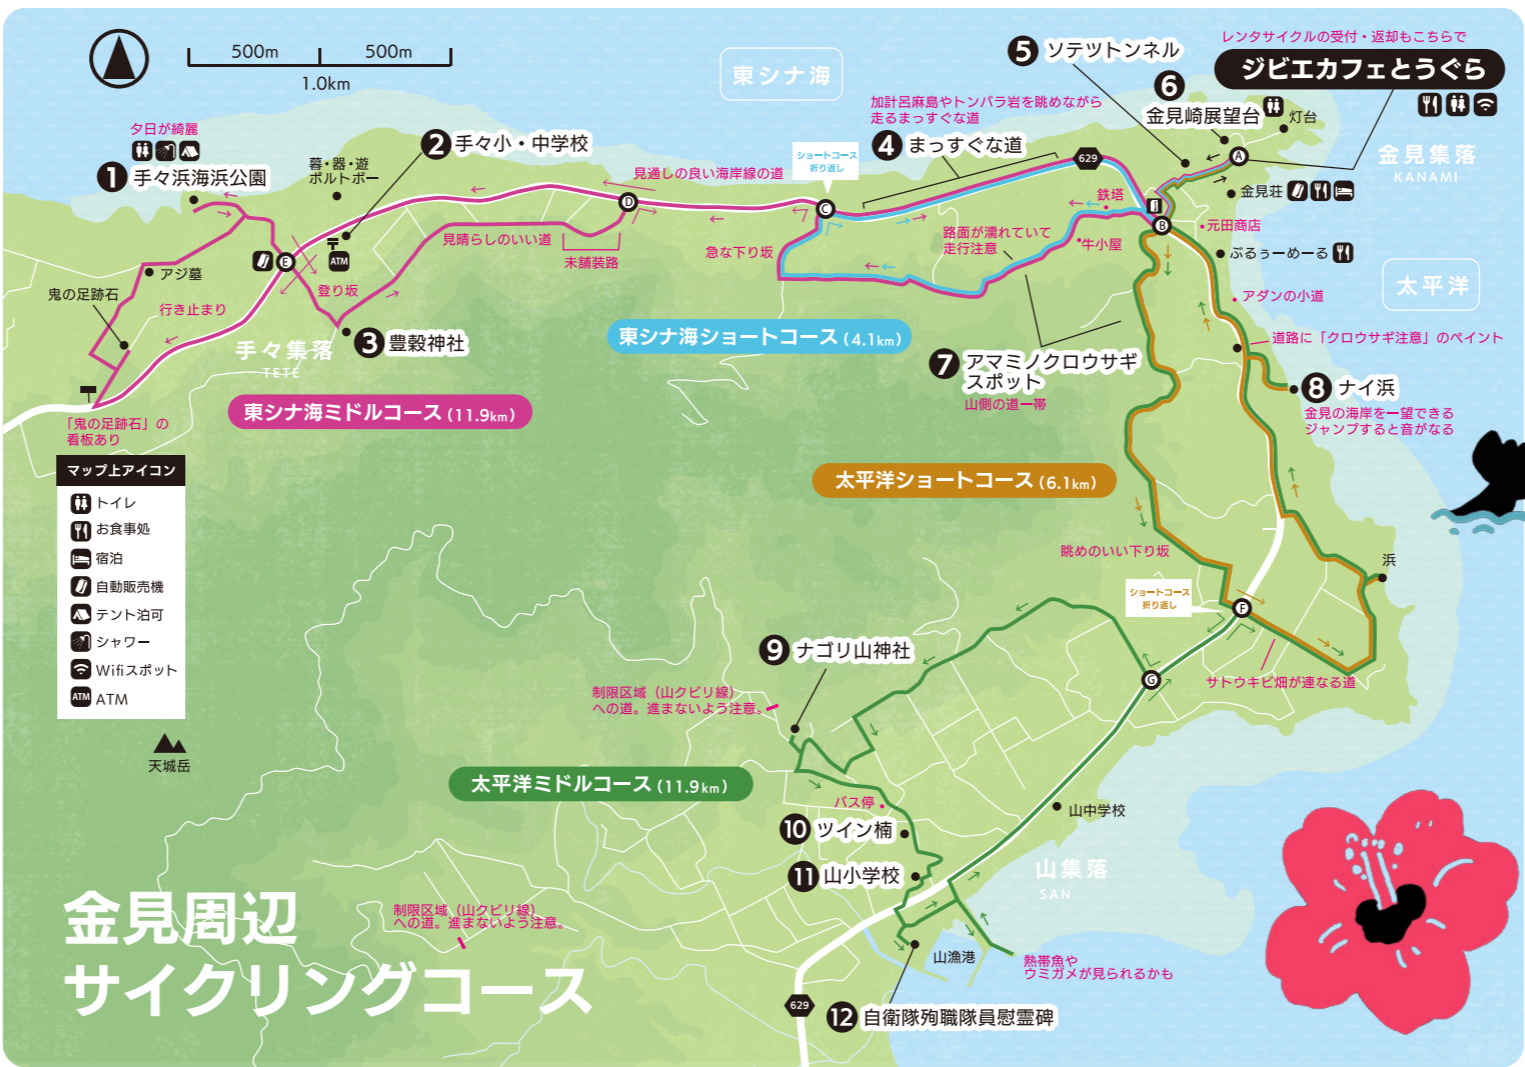 500m 500m
1.0km
東シナ海
レンタサイクルの受付・返却もこちらで
ジビエカフェとうぐら
5 ソテツトンネル
6
金見崎展望台
灯台
加計呂麻島やトンバラ岩を眺めながら
走るまっすぐな道
4 まっすぐな道
629
A
金見集落
KANAMI
金見荘
夕日が綺麗
1 手々浜海浜公園
2 手々小・中学校
暮・器・遊
ポルトボー
見通しの良い海岸線の道
ショートコース
折り返し
C
D
B
E
〒
ATM
鉄塔
元田商店
牛小屋
路面が濡れていて
走行注意
急な下り坂
見晴らしのいい道
未舗装路
ぶるぅーめーる
太平洋
アダンの小道
道路に「クロウサギ注意」のペイント
アジ墓
鬼の足跡石
行き止まり
登り坂
3 豊穀神社
手々集落
TETE
東シナ海ショートコース（4.1km）
7 アマミノクロウサギ
スポット
山側の道一帯
8 ナイ浜
金見の海岸を一望できる
ジャンプすると音がなる
東シナ海ミドルコース（11.9km）
「鬼の足跡石」の
看板あり
マップ上アイコン
トイレ
お食事処
宿泊
自動販売機
テント泊可
シャワー
Wifiスポット
ATM ATM
天城岳
太平洋ショートコース（6.1km）
眺めのいい下り坂
浜
ショートコース
折り返し
F
G
サトウキビ畑が連なる道
9 ナゴリ山神社
制限区域（山クビリ線）
への道。進まないよう注意。
太平洋ミドルコース（11.9km）
バス停
10 ツイン楠
11 山小学校
山中学校
山集落
SAN
制限区域（山クビリ線）
への道。進まないよう注意。
山漁港
熱帯魚や
ウミガメが見られるかも
629
12 自衛隊殉職隊員慰霊碑
金見周辺
サイクリングコース